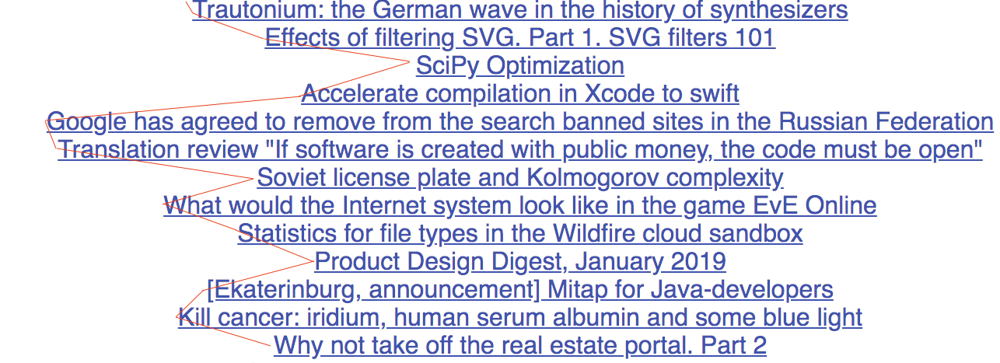 Trautonium: the German wave in the history of synthesizers
Effects of filtering SVG. Part 1. SVG filters 101
SciPy Optimization
Accelerate compilation in Xcode to swift
Google has agreed to remove from the search banned sites in the Russian Federation
Translation review "If software is created with public money, the code must be open"
Soviet license plate and Kolmogorov complexity
What would the Internet system look like in the game EvE Online
Statistics for file types in the Wildfire cloud sandbox
Product Design Digest, January 2019
[Ekaterinburg, announcement] Mitap for Java-developers
Kill cancer: iridium, human serum albumin and some blue light
Why not take off the real estate portal. Part 2